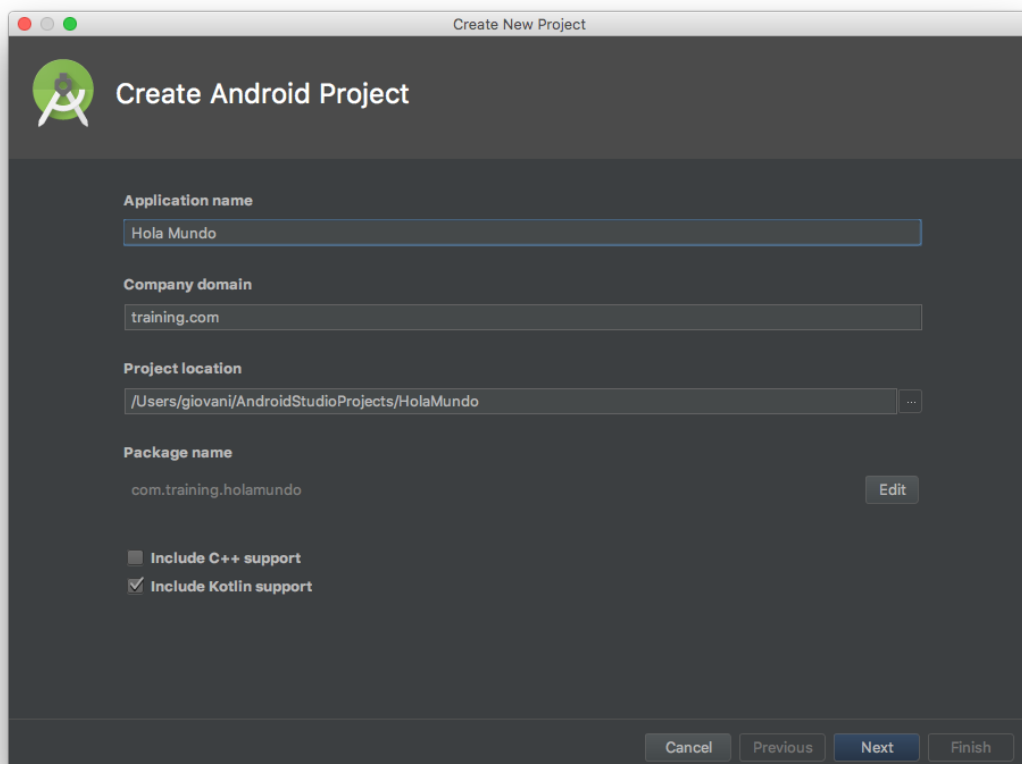 Create New Project
Create Android Project
Application name
Hola Mundo
Company domain
training.com
Project location
/Users/giovani/AndroidStudioProjects/HolaMundo
...
Package name
com.training.holamundo
Edit
Include C++ support
Include Kotlin support
Cancel
Previous
Next
Finish